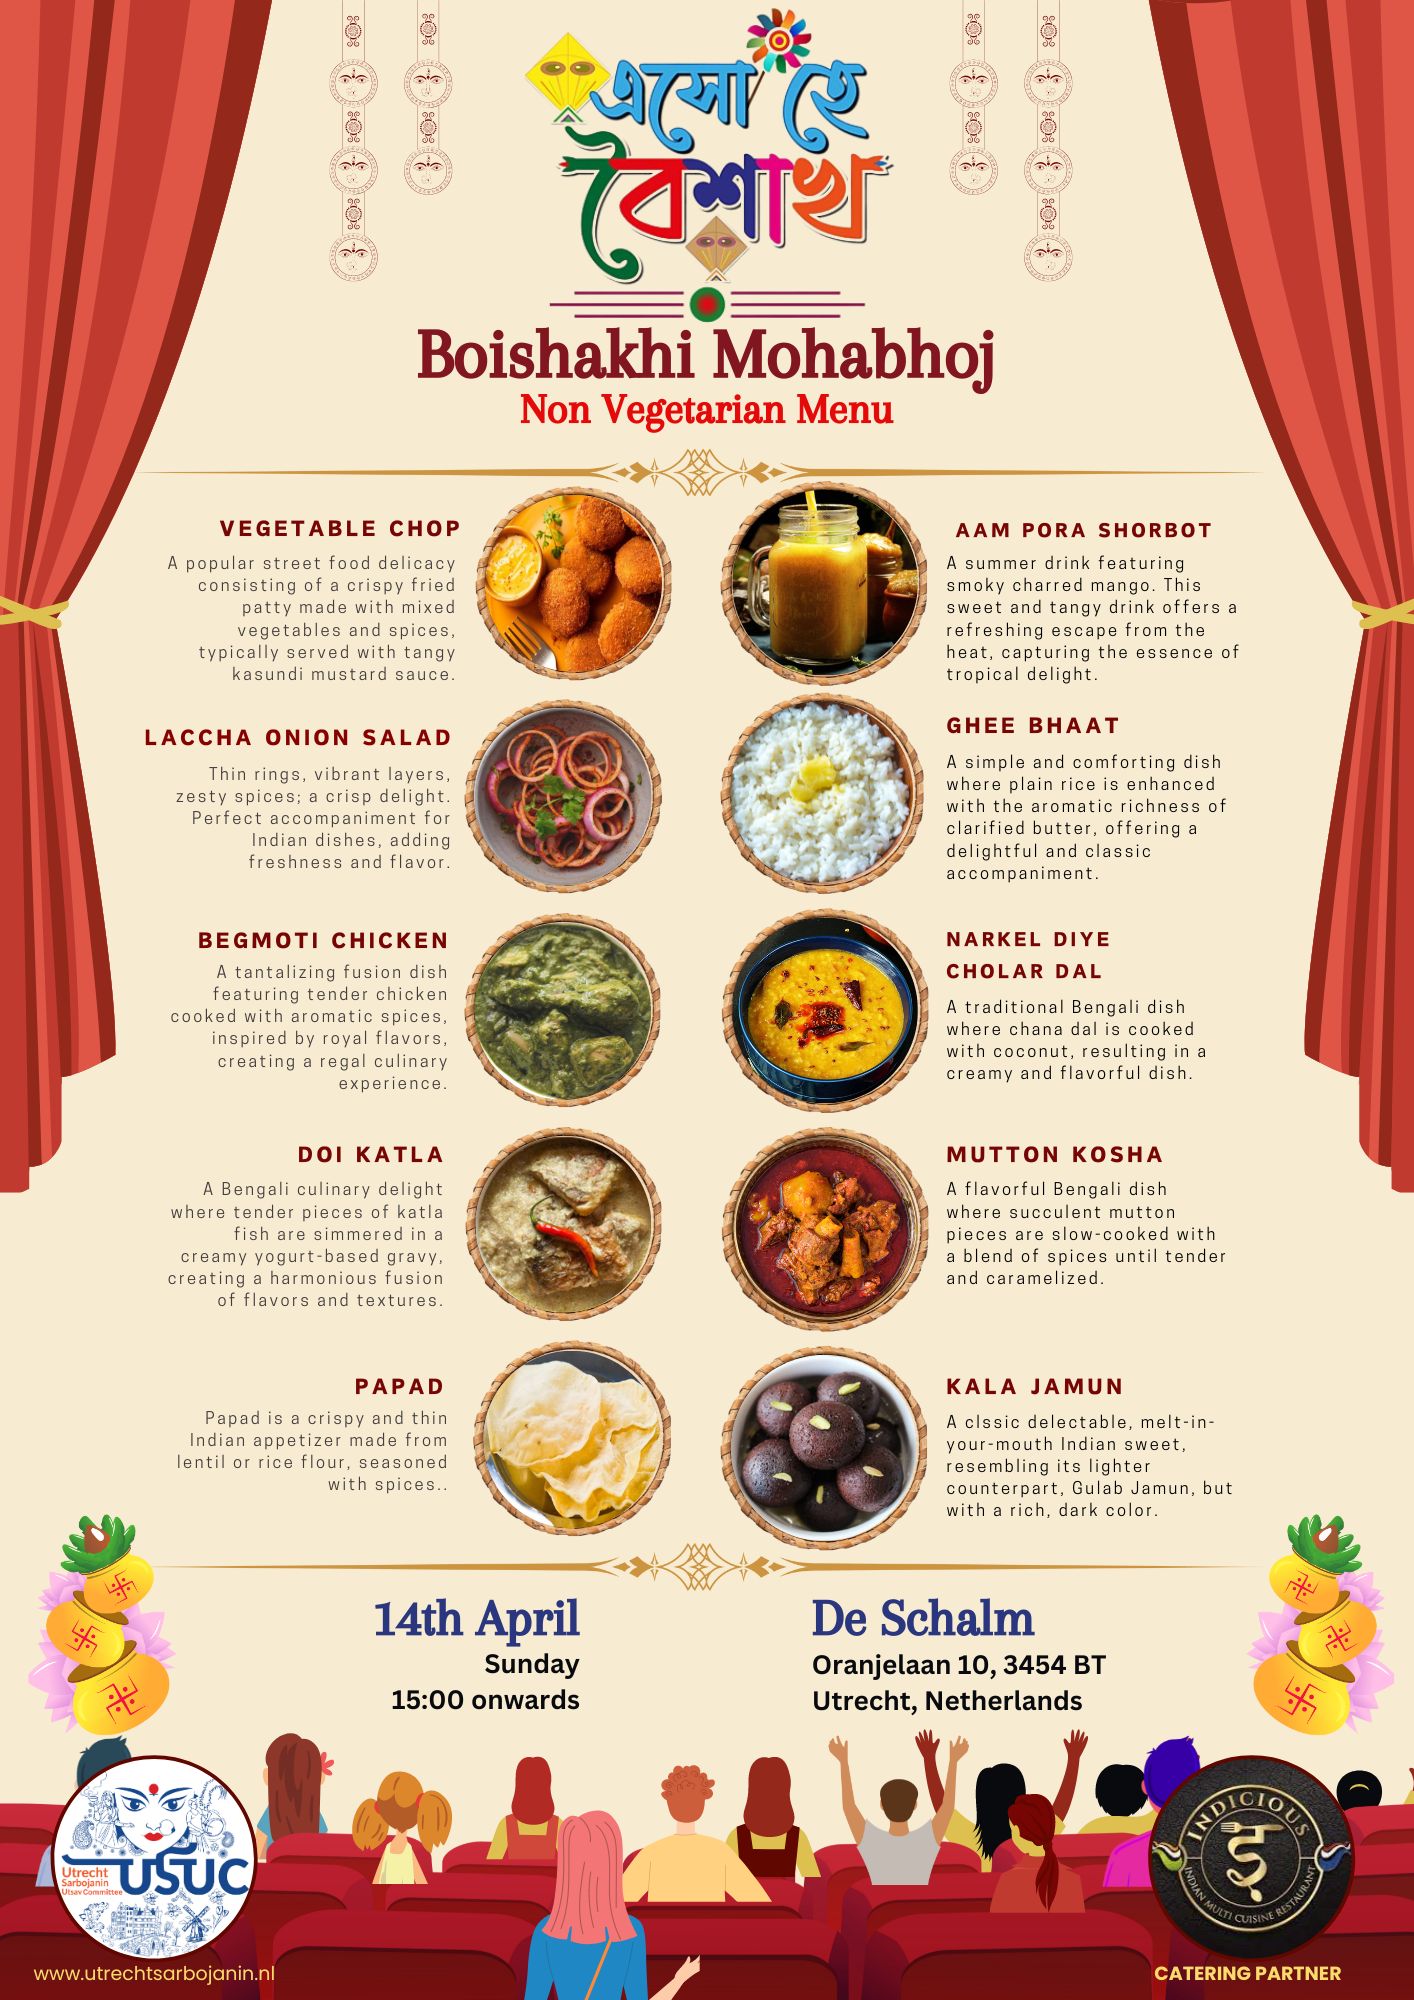 এসো হে
বৈশাখ
Boishakhi Mohabhoj
Non Vegetarian Menu
VEGETABLE CHOP
A popular street food delicacy
consisting of a crispy fried
patty made with mixed
vegetables and spices,
typically served with tangy
kasundi mustard sauce.
AAM PORA SHORBOT
A summer drink featuring
smoky charred mango. This
sweet and tangy drink offers a
refreshing escape from the
heat, capturing the essence of
tropical delight.
LACCHA ONION SALAD
Thin rings, vibrant layers,
zesty spices; a crisp delight.
Perfect accompaniment for
Indian dishes, adding
freshness and flavor.
GHEE BHAAT
A simple and comforting dish
where plain rice is enhanced
with the aromatic richness of
clarified butter, offering a
delightful and classic
accompaniment.
BEGMOTI CHICKEN
A tantalizing fusion dish
featuring tender chicken
cooked with aromatic spices,
inspired by royal flavors,
creating a regal culinary
experience.
NARKEL DIYE
CHOLAR DAL
A traditional Bengali dish
where chana dal is cooked
with coconut, resulting in a
creamy and flavorful dish.
DOI KATLA
A Bengali culinary delight
where tender pieces of katla
fish are simmered in a
creamy yogurt-based gravy,
creating a harmonious fusion
of flavors and textures.
MUTTON KOSHA
A flavorful Bengali dish
where succulent mutton
pieces are slow-cooked with
a blend of spices until tender
and caramelized.
PAPAD
Papad is a crispy and thin
Indian appetizer made from
lentil or rice flour, seasoned
with spices..
KALA JAMUN
A clssic delectable, melt-in-
your-mouth Indian sweet,
resembling its lighter
counterpart, Gulab Jamun, but
with a rich, dark color.
14th April
Sunday
15:00 onwards
De Schalm
Oranjelaan 10, 3454 BT
Utrecht, Netherlands
Utrecht
Sarbojanin
Utsav Committee
USUC
www.utrechtsarbojanin.nl
INDICIOUS
INDIAN MULTI CUISINE RESTAURANT
CATERING PARTNER